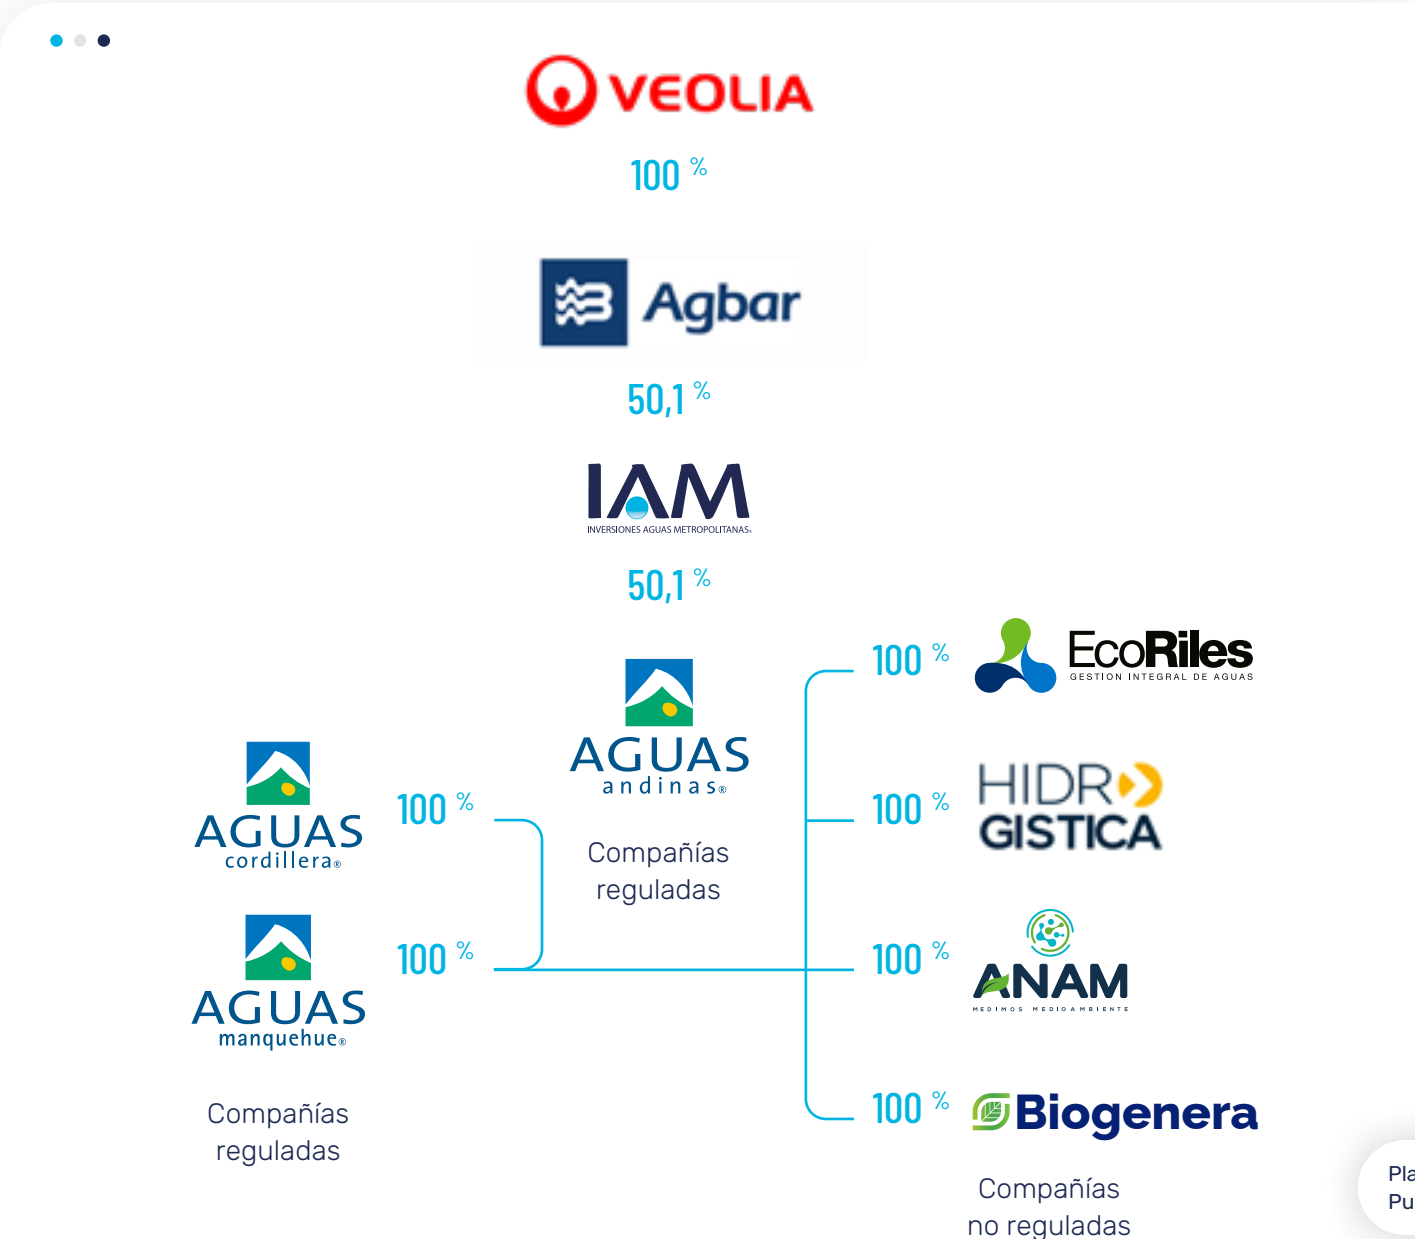 VEOLIA
100 %
Agbar
50,1 %
IAM
INVERSIONES AGUAS METROPOLITANAS®
50,1 %
AGUAS
andinas®
Compañías
reguladas
AGUAS
cordillera®
100 %
AGUAS
manquehue®
100 %
Compañías
reguladas
100 %
EcoRiles
GESTION INTEGRAL DE AGUAS
100 %
HIDRO
GISTICA
100 %
ANAM
MEDIMOS MEDIOAMBIENTE
100 %
Biogenera
Compañías
no reguladas
Pla
Pu